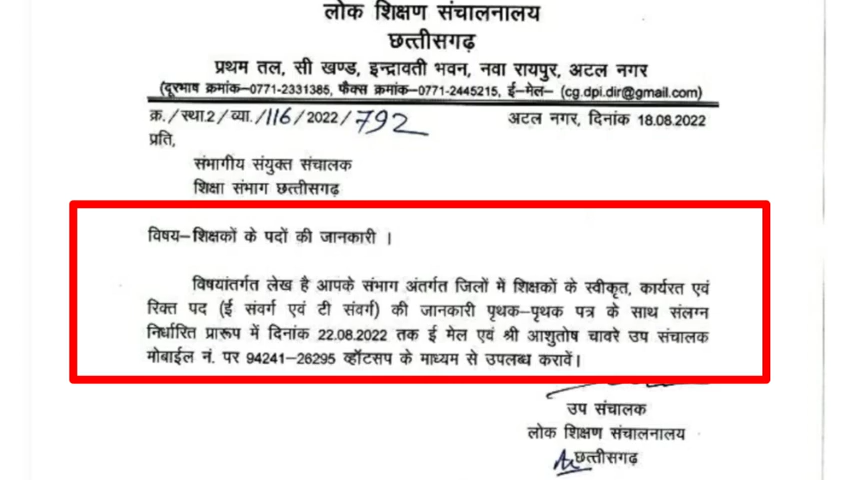 लोक शिक्षण संचालनालय
छत्तीसगढ़
प्रथम तल, सी खण्ड, इन्द्रावती भवन, नवा रायपुर, अटल नगर
(दूरभाष क्रमांक–0771-2331385, फैक्स क्रमांक–0771-2445215, ई–मेल– (cg.dpi.dir@gmail.com)
क्र./स्था.2/व्या./116/2022/792 अटल नगर, दिनांक 18.08.2022
प्रति,
संभागीय संयुक्त संचालक
शिक्षा संभाग छत्तीसगढ़
विषय–शिक्षकों के पदों की जानकारी ।
विषयांतर्गत लेख है आपके संभाग अंतर्गत जिलों में शिक्षकों के स्वीकृत, कार्यरत एवं
रिक्त पद (ई संवर्ग एवं टी संवर्ग) की जानकारी पृथक–पृथक पत्र के साथ संलग्न
निर्धारित प्रारूप में दिनांक 22.08.2022 तक ई मेल एवं श्री आशुतोष चावरे उप संचालक
मोबाईल नं. पर 94241–26295 व्हॉटसप के माध्यम से उपलब्ध करावें।
उप संचालक
लोक शिक्षण संचालनालय
छत्तीसगढ़